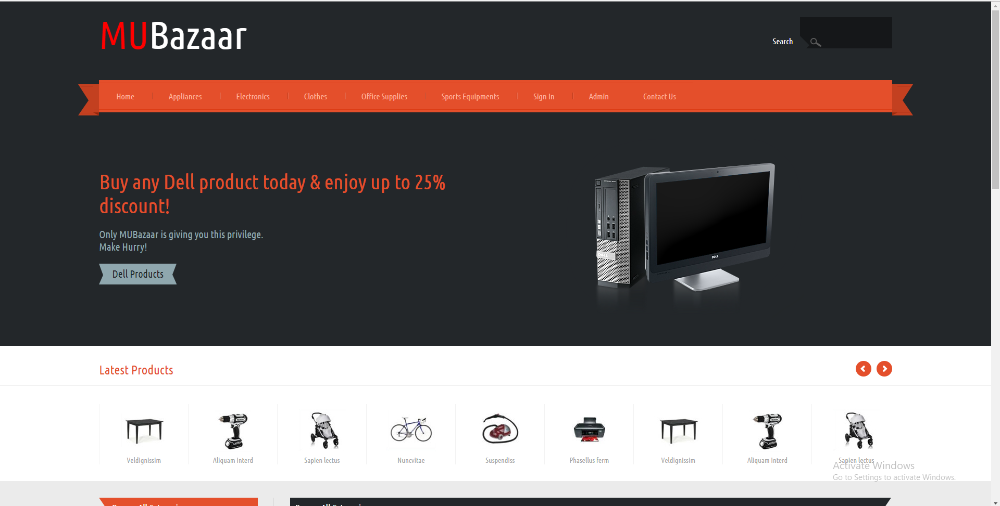 MUBazaar
Search
Home Appliances Electronics Clothes Office Supplies Sports Equipments Sign In Admin Contact Us
Buy any Dell product today & enjoy up to 25%
discount!
Only MUBazaar is giving you this privilege.
Make Hurry!
Dell Products
DELL
DELL
Latest Products
Veldignissim Aliquam interd Sapien lectus Nuncvitae Suspendiss Phasellus ferm Veldignissim Aliquam interd Sapien lectus
Activate Windows
Go to Settings to activate Windows.